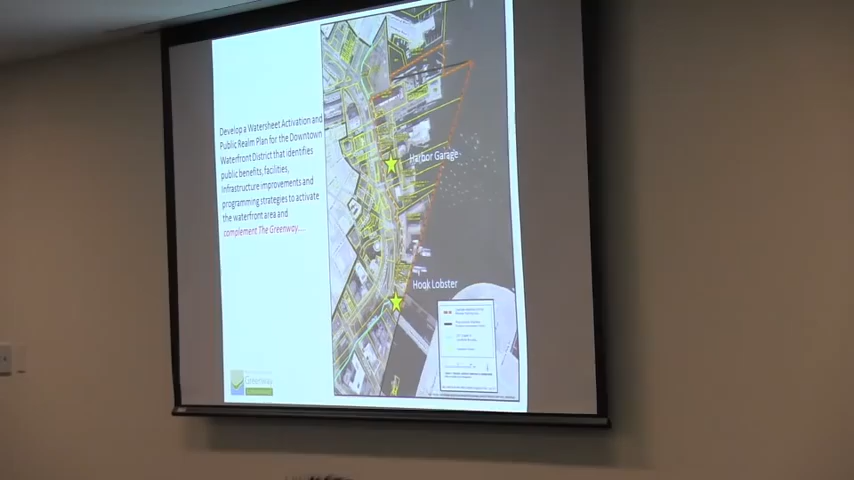 Develop a Watersheet Activation and
Public Realm Plan for the Downtown
Waterfront District that identifies
public benefits, facilities,
infrastructure improvements and
programming strategies to activate
the waterfront area and
complement The Greenway....
Harbor Garage
Hook Lobster
Greenway